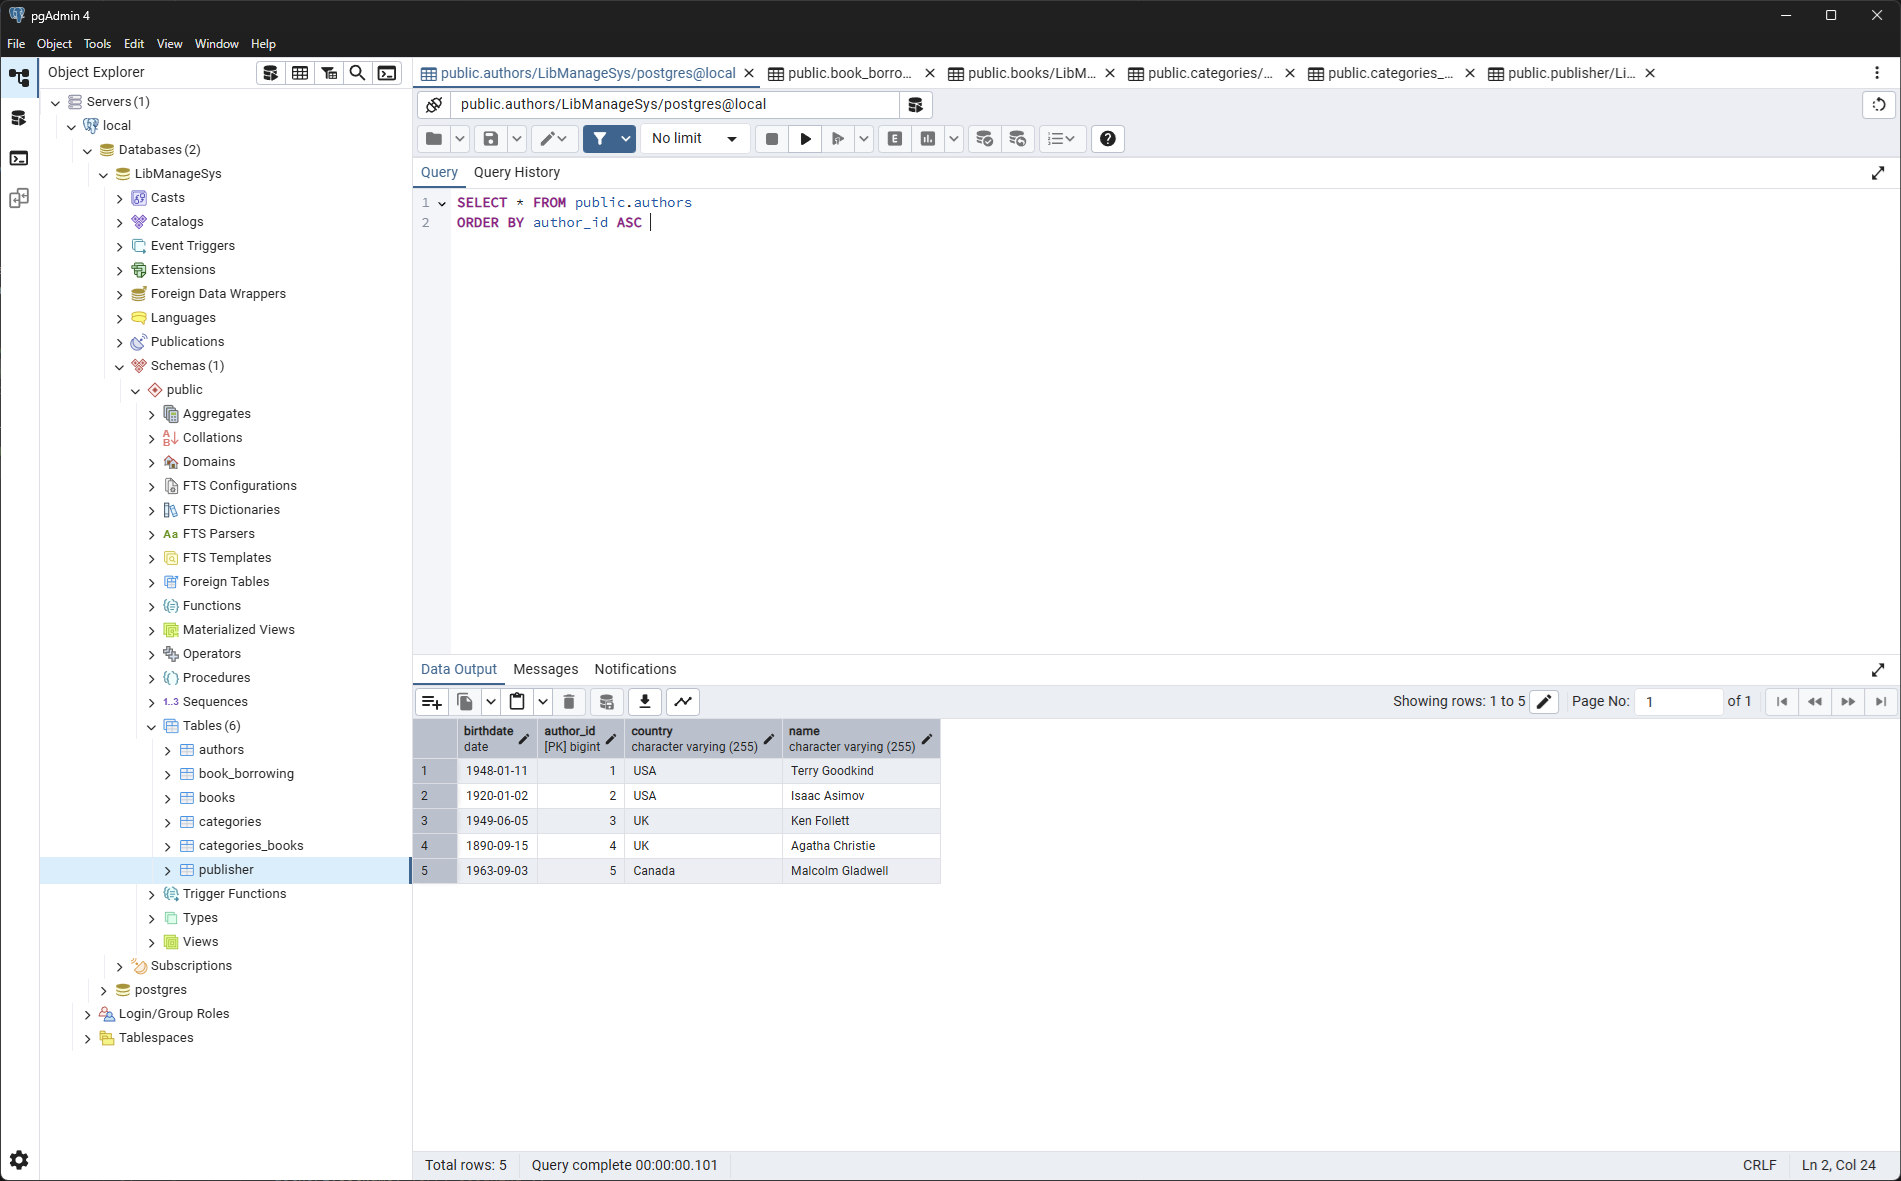 pgAdmin 4
File Object Tools Edit View Window Help
Object Explorer
Servers (1)
local
Databases (2)
LibManageSys
Casts
Catalogs
Event Triggers
Extensions
Foreign Data Wrappers
Languages
Publications
Schemas (1)
public
Aggregates
Collations
Domains
FTS Configurations
FTS Dictionaries
Aa FTS Parsers
FTS Templates
Foreign Tables
Functions
Materialized Views
Operators
Procedures
1..3 Sequences
Tables (6)
authors
book_borrowing
books
categories
categories_books
publisher
Trigger Functions
Types
Views
Subscriptions
postgres
Login/Group Roles
Tablespaces
public.authors/LibManageSys/postgres@local public.book_borro... public.books/LibM... public.categories/... public.categories_... public.publisher/Li...
public.authors/LibManageSys/postgres@local
No limit E
Query Query History
1 SELECT * FROM public.authors
2 ORDER BY author_id ASC
Data Output Messages Notifications
Showing rows: 1 to 5 Page No: 1 of 1
birthdate author_id country name
date [PK] bigint character varying (255) character varying (255)
1 1948-01-11 1 USA Terry Goodkind
2 1920-01-02 2 USA Isaac Asimov
3 1949-06-05 3 UK Ken Follett
4 1890-09-15 4 UK Agatha Christie
5 1963-09-03 5 Canada Malcolm Gladwell
Total rows: 5 Query complete 00:00:00.101 CRLF Ln 2, Col 24